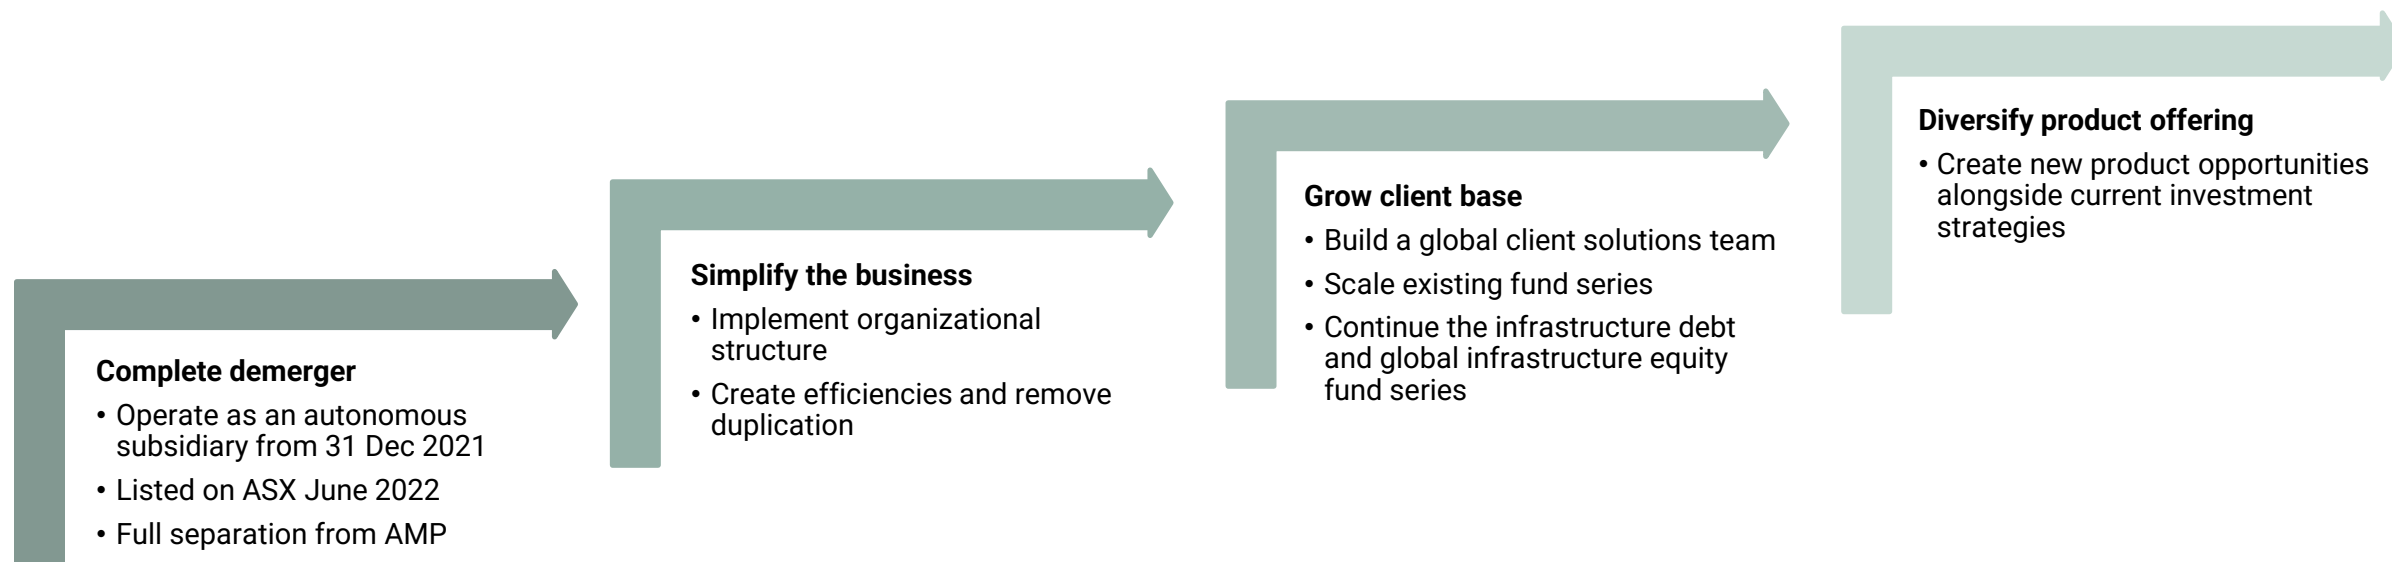 Complete demerger
• Operate as an autonomous
subsidiary from 31 Dec 2021
• Listed on ASX June 2022
• Full separation from AMP
Simplify the business
• Implement organizational
structure
• Create efficiencies and remove
duplication
Grow client base
• Build a global client solutions team
• Scale existing fund series
• Continue the infrastructure debt
and global infrastructure equity
fund series
Diversify product offering
• Create new product opportunities
alongside current investment
strategies